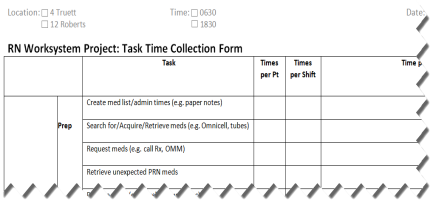 Location: ☐ 4 Truett Time: ☐ 0630 Date:
☐ 12 Roberts ☐ 1830
RN Worksystem Project: Task Time Collection Form
Task Times Times Time p
per Pt per Shift
Create med list/admin times (e.g. paper notes)
Prep Search for/Acquire/Retrieve meds (e.g. Omnicell, tubes)
Request meds (e.g. call Rx, OMM)
Retrieve unexpected PRN meds